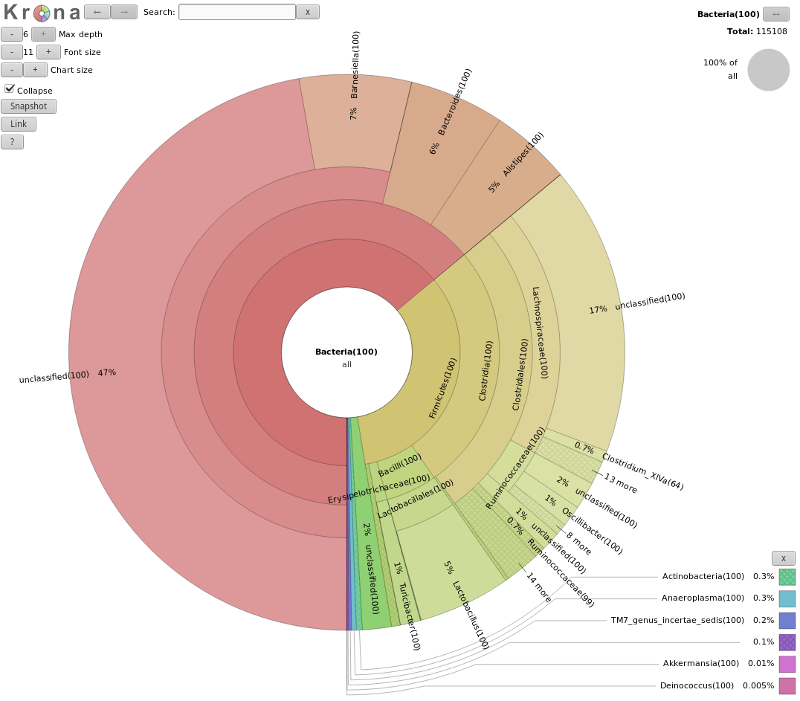 Krona
←
→
Search:
x
Bacteria(100)
←
Total: 115108
100% of
all
-
6
+
Max depth
-
11
+
Font size
-
+
Chart size
Collapse
Snapshot
Link
?
7% Barnesiella(100)
6% Bacteroides(100)
5% Alistipes(100)
17% unclassified(100)
unclassified(100) 47%
Bacteria(100)
all
Firmicutes(100)
Clostridia(100)
Clostridiales(100)
Lachnospiraceae(100)
Ruminococcaceae(100)
Bacilli(100)
Erysipelotrichaceae(100)
Lactobacillales(100)
0.7% Clostridium_XIVa(64)
13 more
2% unclassified(100)
1% Oscillibacter(100)
8 more
1% unclassified(100)
0.7% Ruminococcaceae(99)
14 more
5% Lactobacillus(100)
1% Turicibacter(100)
2% unclassified(100)
x
Actinobacteria(100) 0.3%
Anaeroplasma(100) 0.3%
TM7_genus_incertae_sedis(100) 0.2%
0.1%
Akkermansia(100) 0.01%
Deinococcus(100) 0.005%